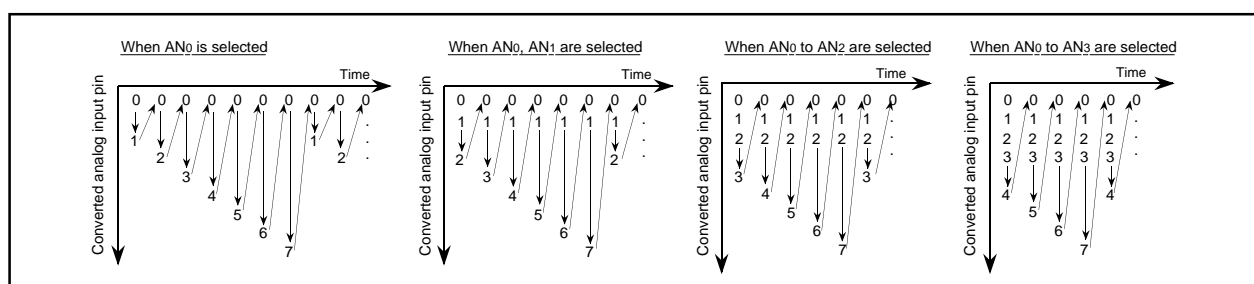 When AN0 is selected
Time
Converted analog input pin
0 0 0 0 0 0 0 0 0 0
1 1
2 2
3
4
5
6
7
When AN0, AN1 are selected
Time
Converted analog input pin
0 0 0 0 0 0 0 0
1 1 1 1 1 1 1
2 2
3
4
5
6
7
When AN0 to AN2 are selected
Time
Converted analog input pin
0 0 0 0 0 0 0
1 1 1 1 1 1
2 2 2 2 2 2
3 3
4
5
6
7
When AN0 to AN3 are selected
Time
Converted analog input pin
0 0 0 0 0 0
1 1 1 1 1
2 2 2 2 2
3 3 3 3 3
4 4
5
6
7